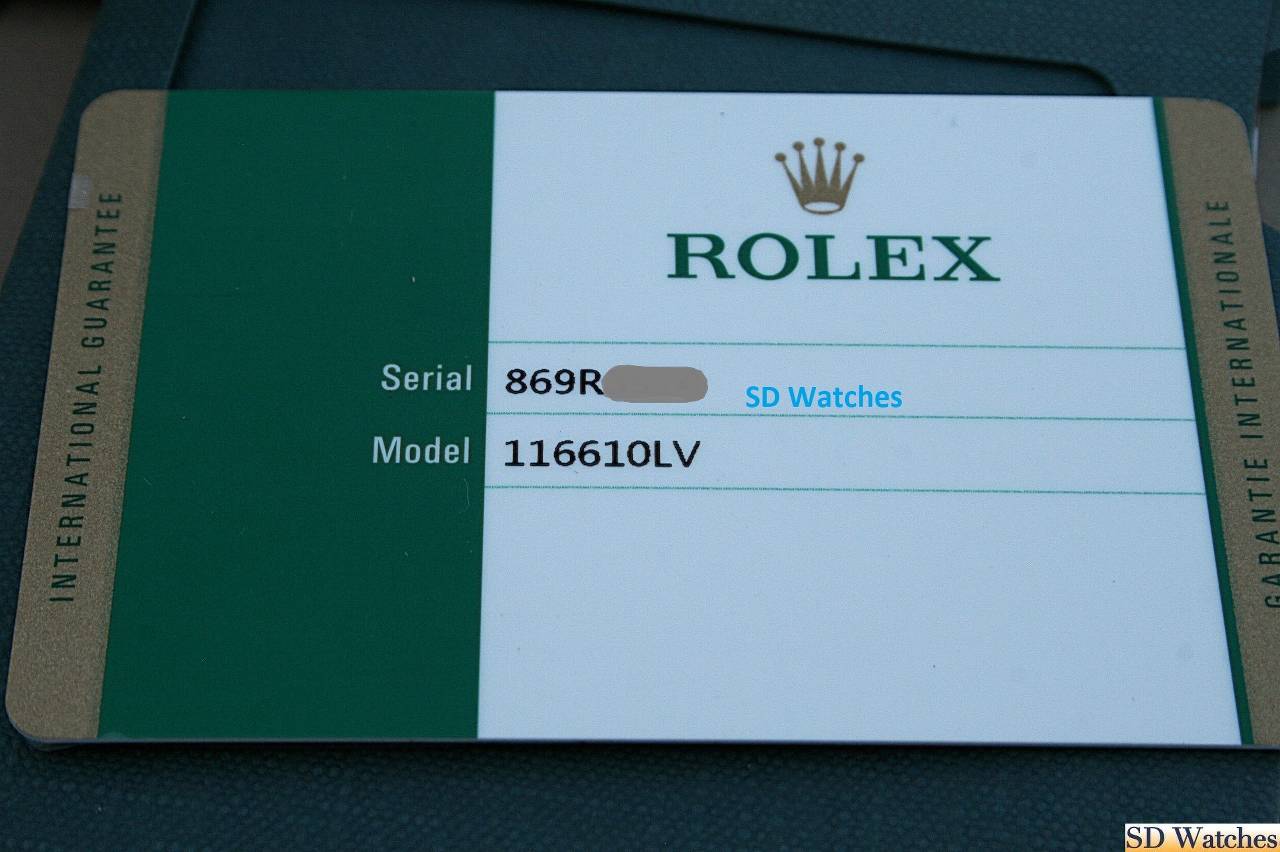 INTERNATIONAL GUARANTEE
ROLEX
Serial 869R
SD Watches
Model 116610LV
GARANTIE INTERNATIONALE
SD Watches